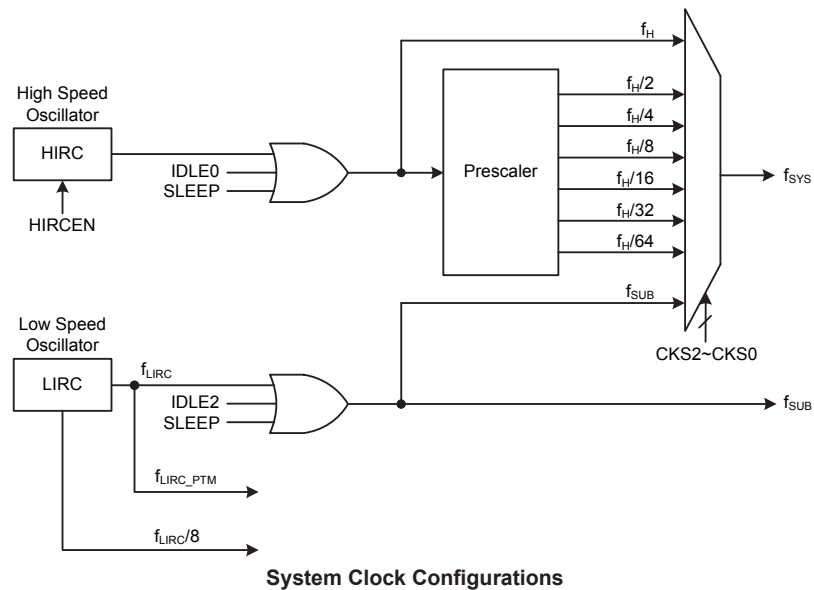 High Speed
Oscillator
HIRC
HIRCEN
IDLE0
SLEEP
Prescaler
fH
fH/2
fH/4
fH/8
fH/16
fH/32
fH/64
fSUB
fSYS
CKS2~CKS0
Low Speed
Oscillator
LIRC
fLIRC
IDLE2
SLEEP
fSUB
fLIRC_PTM
fLIRC/8
System Clock Configurations